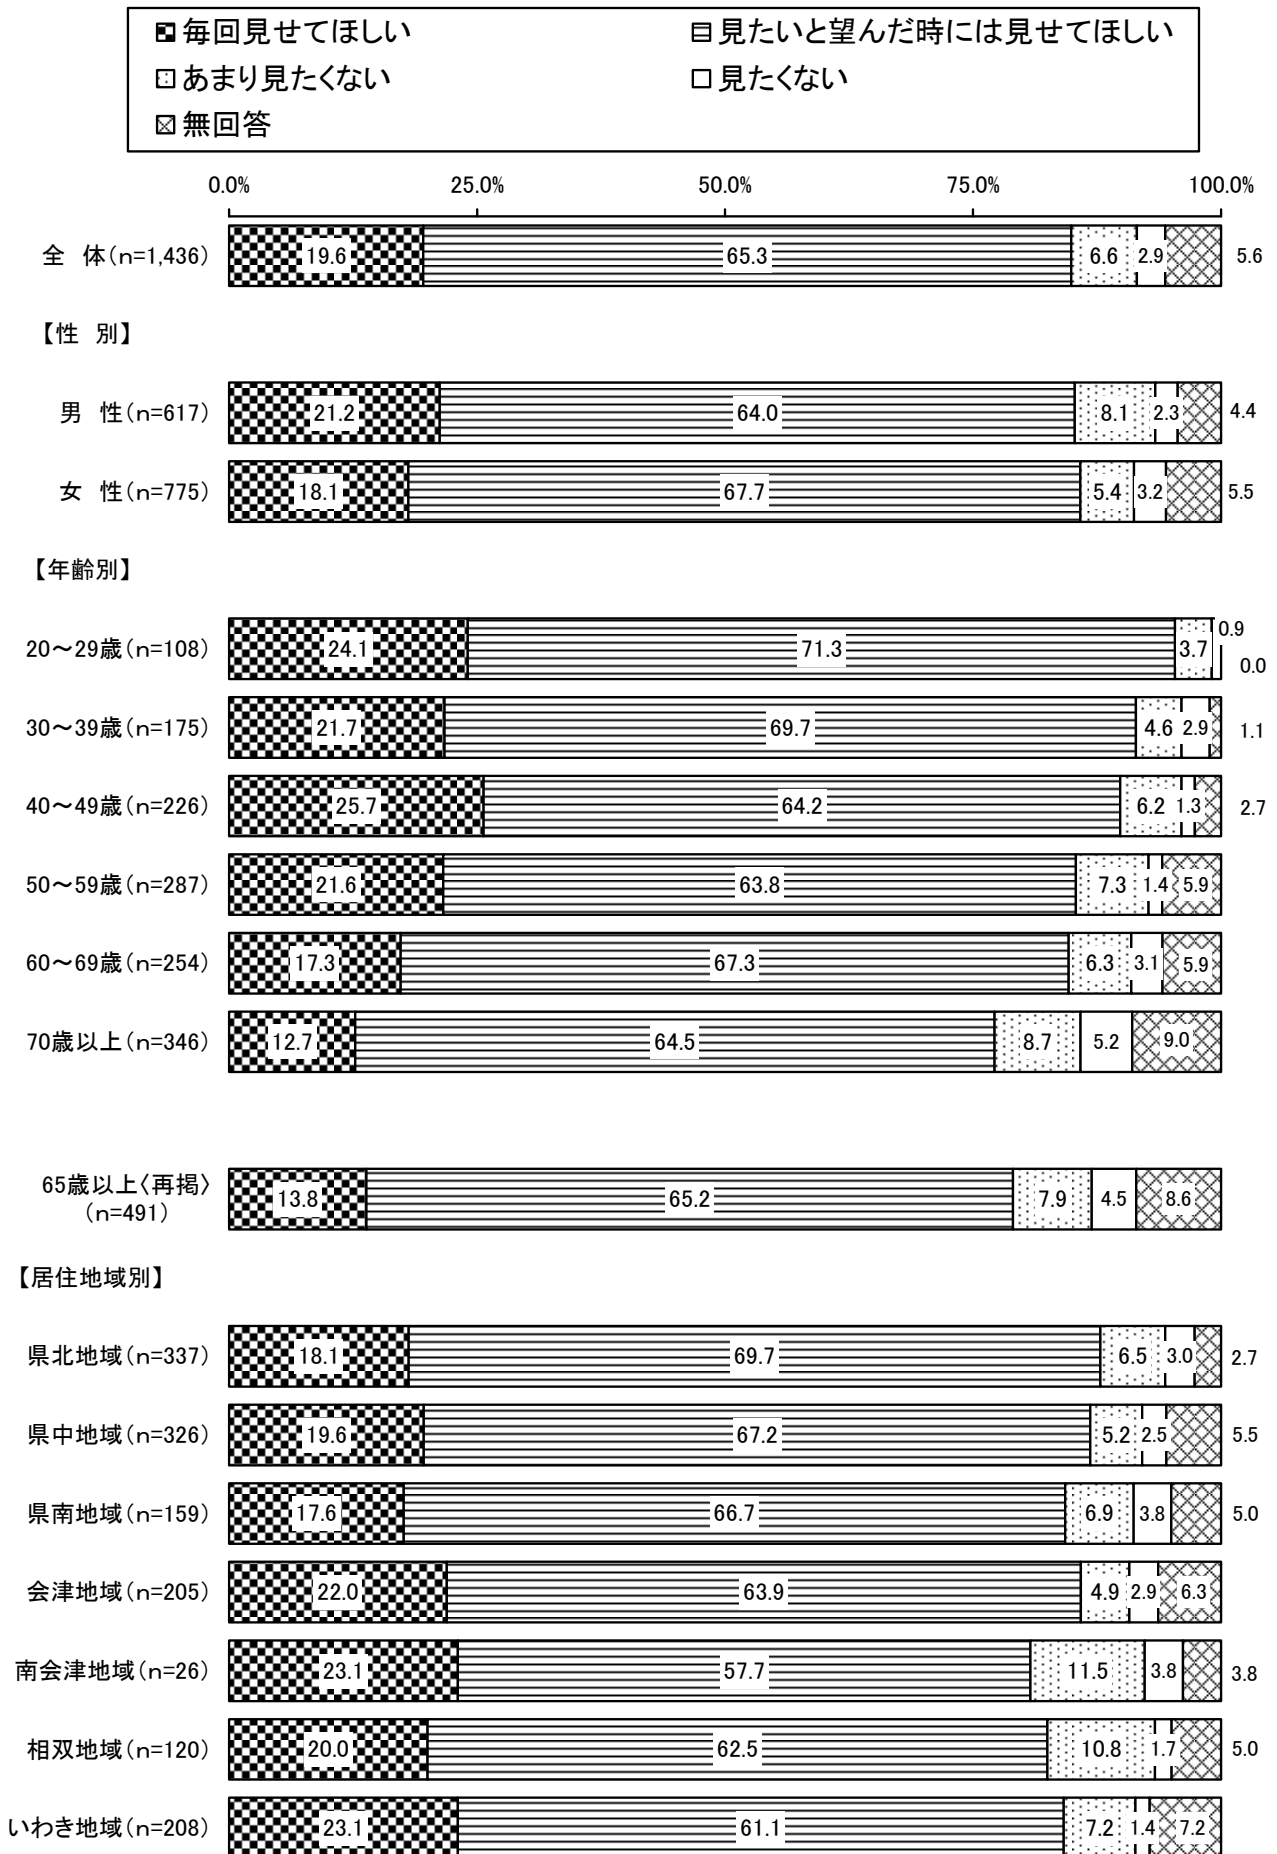 毎回見せてほしい 見たいと望んだ時には見せてほしい
あまり見たくない 見たくない
無回答
0.0% 25.0% 50.0% 75.0% 100.0%
全 体(n=1,436) 19.6 65.3 6.6 2.9 5.6
【性 別】
男 性(n=617) 21.2 64.0 8.1 2.3 4.4
女 性(n=775) 18.1 67.7 5.4 3.2 5.5
【年齢別】
20～29歳(n=108) 24.1 71.3 3.7 0.9 0.0
30～39歳(n=175) 21.7 69.7 4.6 2.9 1.1
40～49歳(n=226) 25.7 64.2 6.2 1.3 2.7
50～59歳(n=287) 21.6 63.8 7.3 1.4 5.9
60～69歳(n=254) 17.3 67.3 6.3 3.1 5.9
70歳以上(n=346) 12.7 64.5 8.7 5.2 9.0
65歳以上〈再掲〉
(n=491) 13.8 65.2 7.9 4.5 8.6
【居住地域別】
県北地域(n=337) 18.1 69.7 6.5 3.0 2.7
県中地域(n=326) 19.6 67.2 5.2 2.5 5.5
県南地域(n=159) 17.6 66.7 6.9 3.8 5.0
会津地域(n=205) 22.0 63.9 4.9 2.9 6.3
南会津地域(n=26) 23.1 57.7 11.5 3.8 3.8
相双地域(n=120) 20.0 62.5 10.8 1.7 5.0
いわき地域(n=208) 23.1 61.1 7.2 1.4 7.2